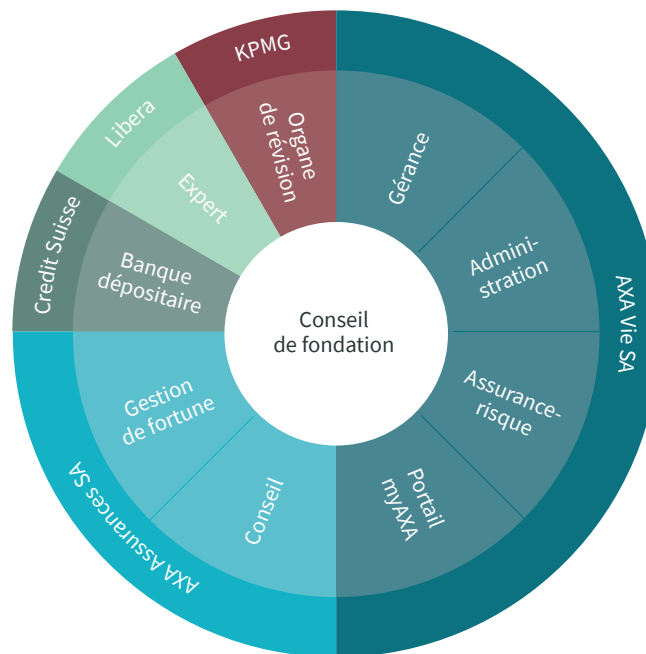 KPMG
Organe
de révision
Libera
Expert
Credit Suisse
Banque
dépositaire
Gérance
Admini-
stration
AXA Vie SA
Conseil
de fondation
Assurance-
risque
Gestion
de fortune
Portail
myAXA
Conseil
AXA Assurances SA